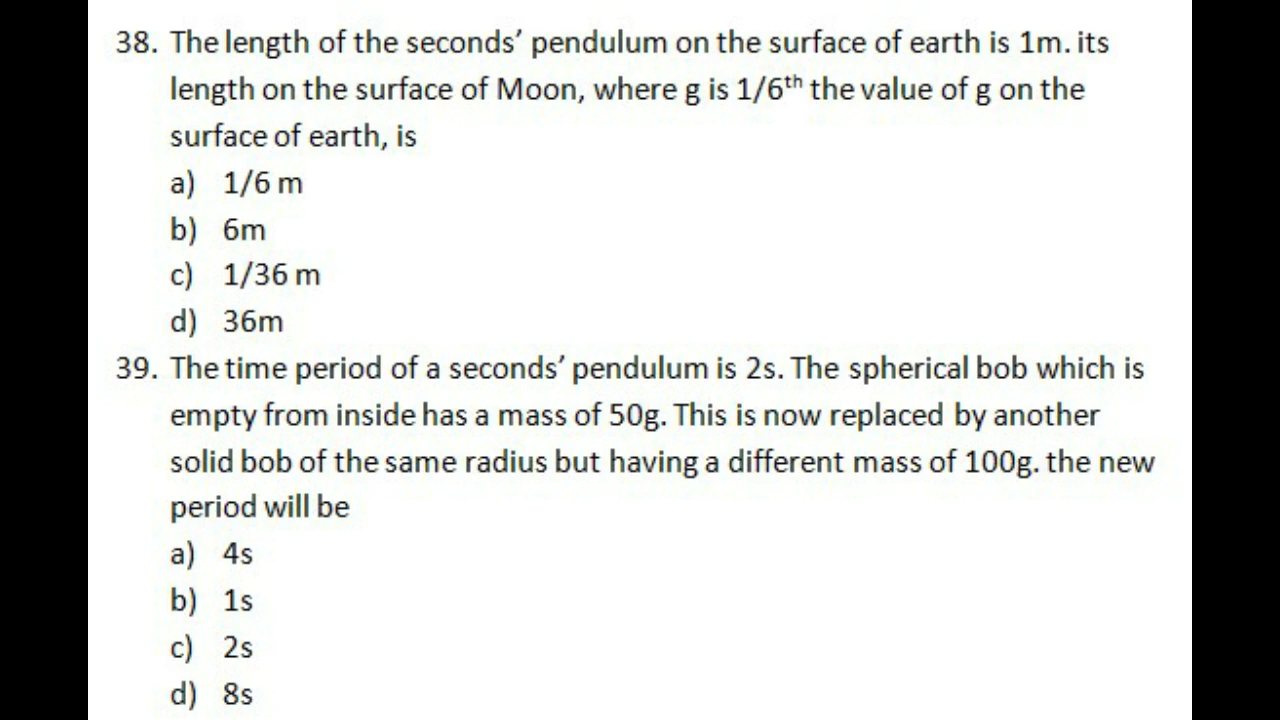 38. The length of the seconds’ pendulum on the surface of earth is 1m. its
length on the surface of Moon, where g is 1/6th the value of g on the
surface of earth, is
a) 1/6 m
b) 6m
c) 1/36 m
d) 36m
39. The time period of a seconds’ pendulum is 2s. The spherical bob which is
empty from inside has a mass of 50g. This is now replaced by another
solid bob of the same radius but having a different mass of 100g. the new
period will be
a) 4s
b) 1s
c) 2s
d) 8s